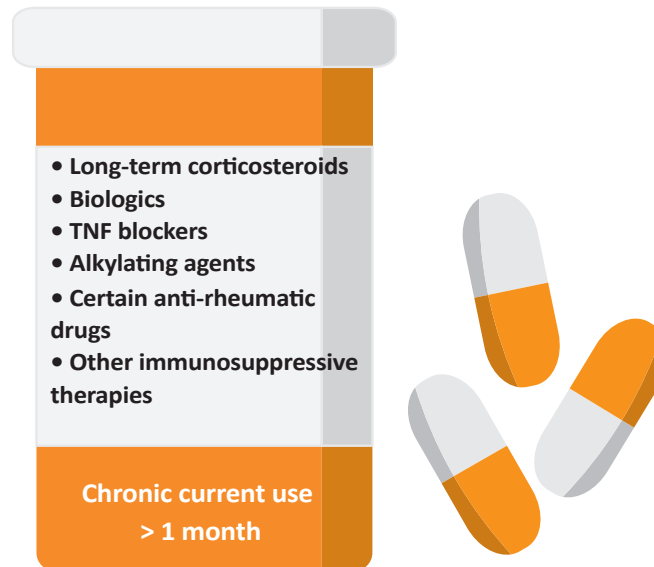 • Long-term corticosteroids
• Biologics
• TNF blockers
• Alkylating agents
• Certain anti-rheumatic
drugs
• Other immunosuppressive
therapies
Chronic current use
> 1 month